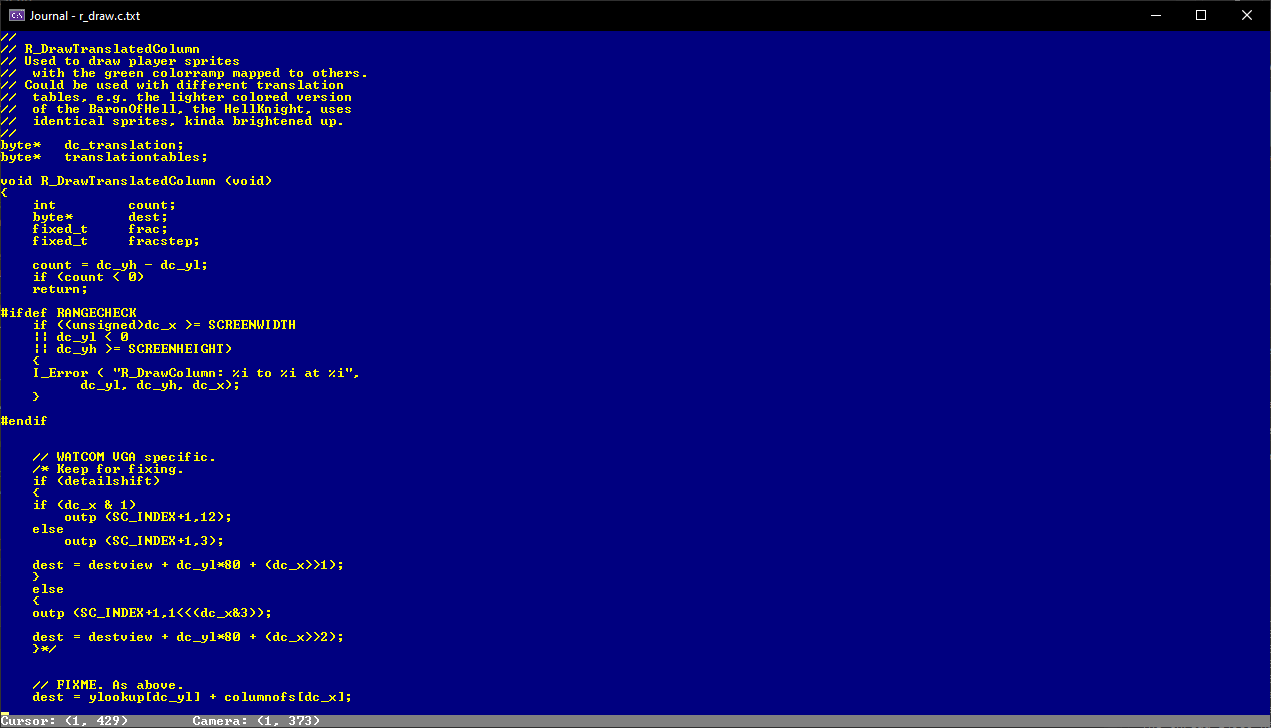 Journal - r_draw.c.txt
//
// R_DrawTranslatedColumn
// Used to draw player sprites
//  with the green colorramp mapped to others.
// Could be used with different translation
//  tables, e.g. the lighter colored version
//  of the BaronOfHell, the HellKnight, uses
//  identical sprites, kinda brightened up.
//
byte*   dc_translation;
byte*   translationtables;

void R_DrawTranslatedColumn (void)
{
    int         count;
    byte*       dest;
    fixed_t     frac;
    fixed_t     fracstep;

    count = dc_yh - dc_yl;
    if (count < 0)
    return;

#ifdef RANGECHECK
    if ((unsigned)dc_x >= SCREENWIDTH
    || dc_yl < 0
    || dc_yh >= SCREENHEIGHT)
    {
    I_Error ( "R_DrawColumn: %i to %i at %i",
          dc_yl, dc_yh, dc_x);
    }

#endif


    // WATCOM VGA specific.
    /* Keep for fixing.
    if (detailshift)
    {
    if (dc_x & 1)
        outp (SC_INDEX+1,12);
    else
        outp (SC_INDEX+1,3);

    dest = destview + dc_yl*80 + (dc_x>>1);
    }
    else
    {
    outp (SC_INDEX+1,1<<(dc_x&3));

    dest = destview + dc_yl*80 + (dc_x>>2);
    }*/


    // FIXME. As above.
    dest = ylookup[dc_yl] + columnofs[dc_x];

Cursor: (1, 429)        Camera: (1, 373)